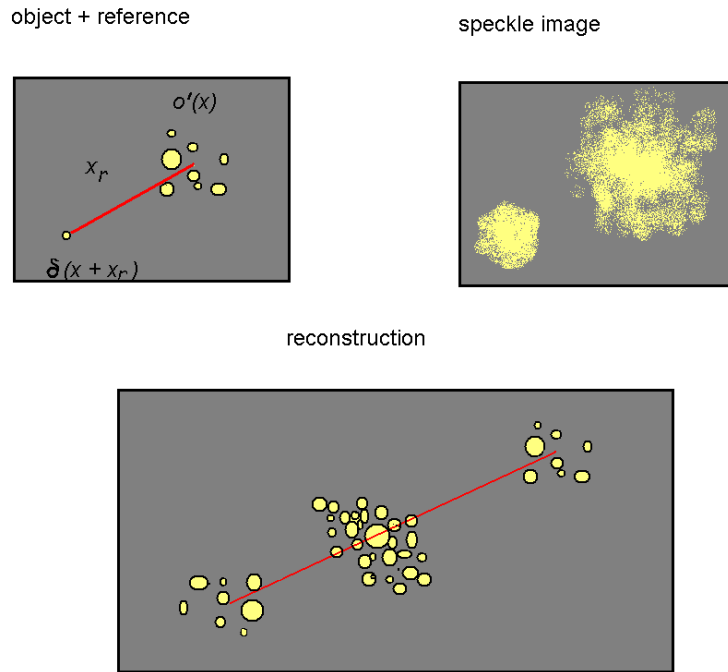 object + reference
speckle image
o'(x)
x_r
δ(x + x_r)
reconstruction